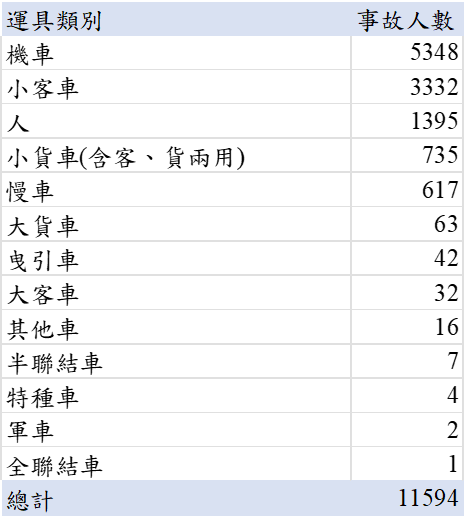 運具類別 事故人數
機車 5348
小客車 3332
人 1395
小貨車(含客、貨兩用) 735
慢車 617
大貨車 63
曳引車 42
大客車 32
其他車 16
半聯結車 7
特種車 4
軍車 2
全聯結車 1
總計 11594